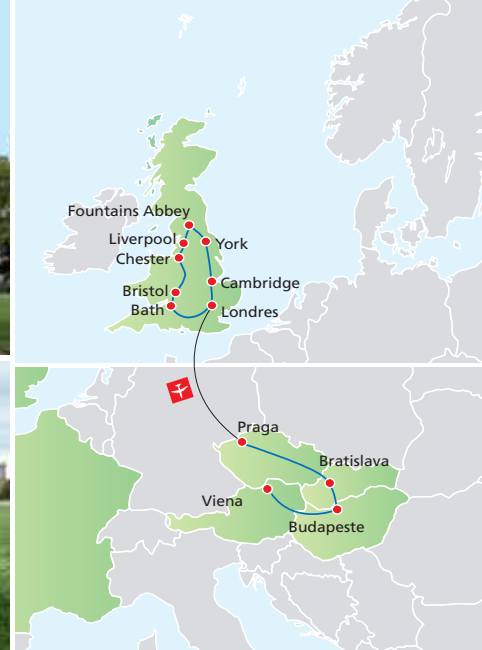 Fountains Abbey
Liverpool
York
Chester
Cambridge
Bristol
Bath
Londres
Praga
Bratislava
Viena
Budapeste